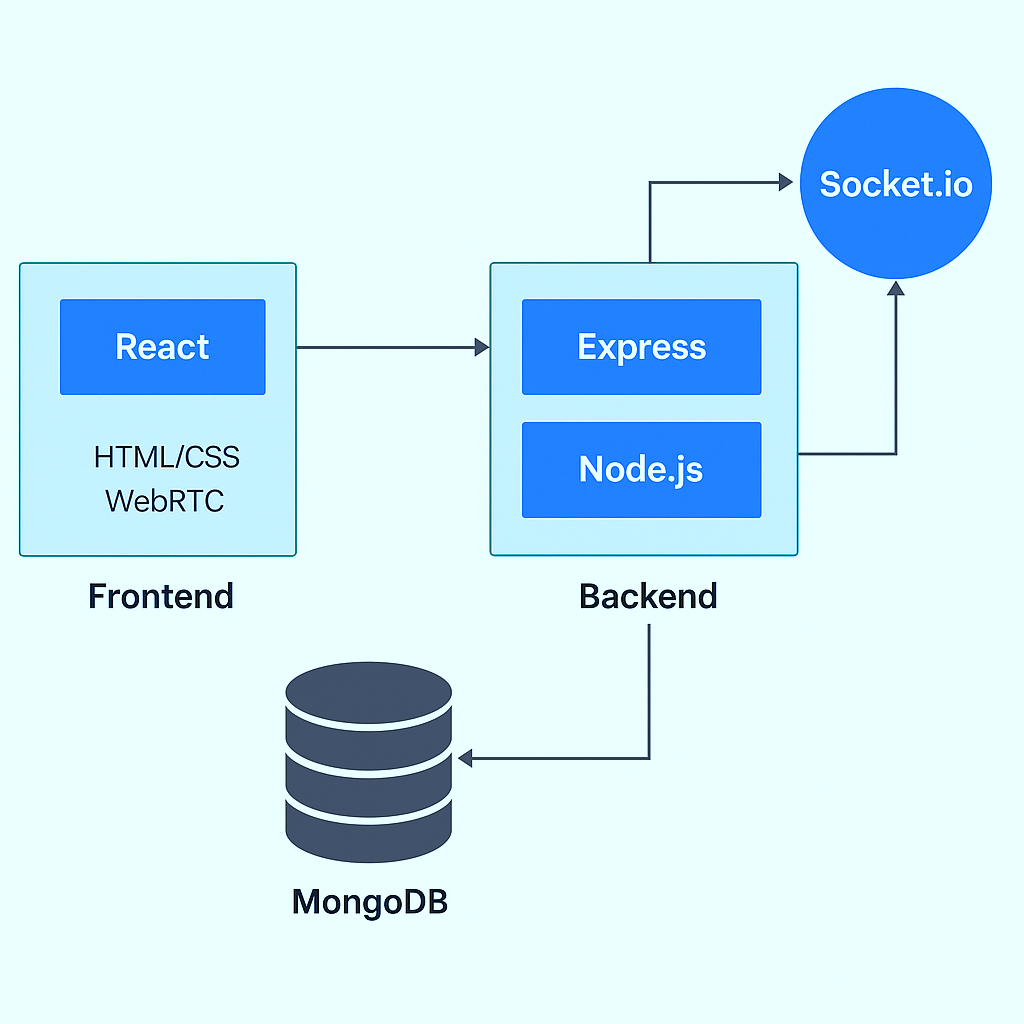 Socket.io
React
HTML/CSS
WebRTC
Frontend
Express
Node.js
Backend
MongoDB